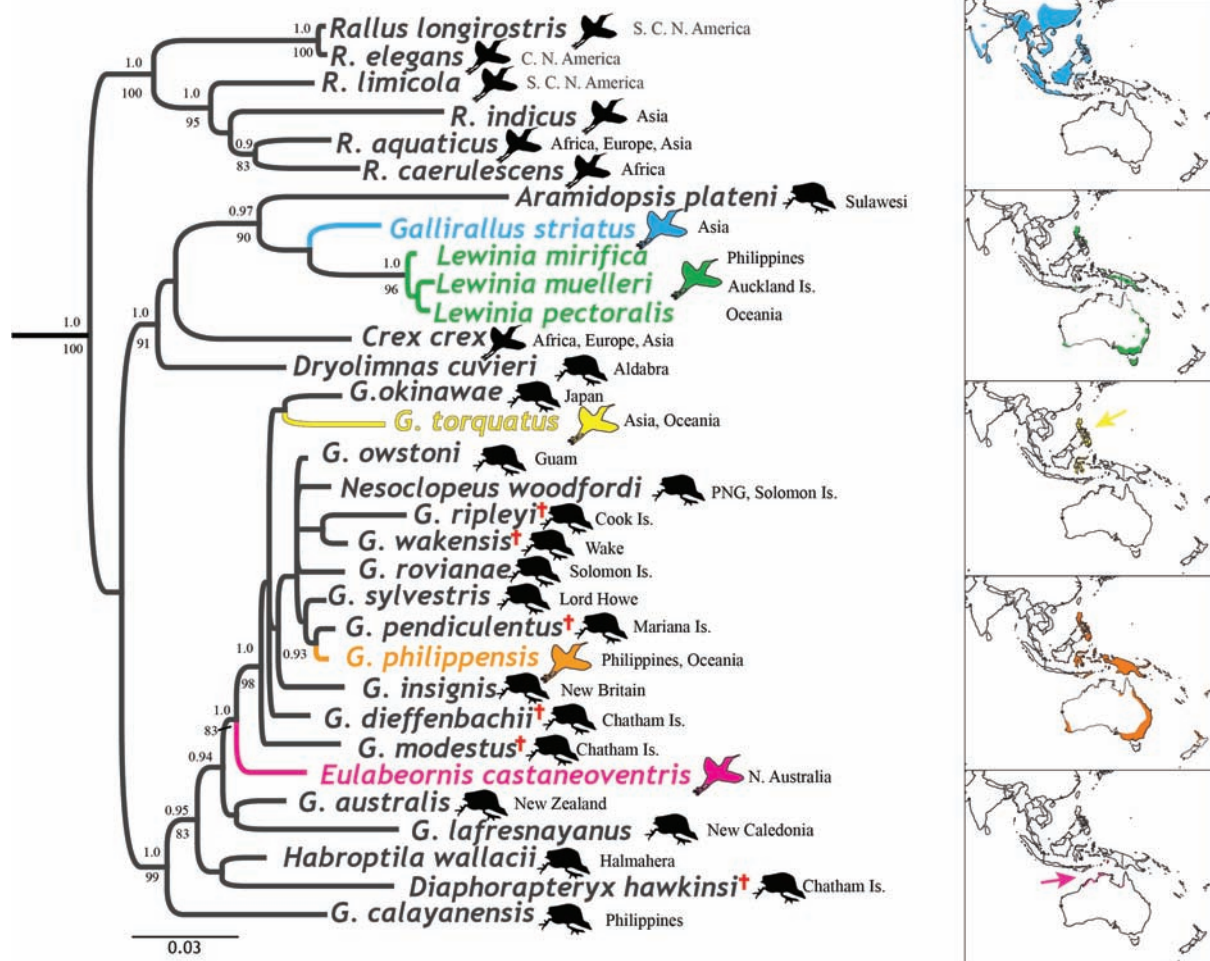 1.0
100
Rallus longirostris S. C. N. America
R. elegans C. N. America
1.0
100
R. limicola S. C. N. America
1.0
95
R. indicus Asia
0.9
83
R. aquaticus Africa, Europe, Asia
R. caerulescens Africa
Aramidopsis plateni Sulawesi
0.97
90
Gallirallus striatus Asia
1.0
96
Lewinia mirifica Philippines
Lewinia muelleri Auckland Is.
Lewinia pectoralis Oceania
1.0
100
1.0
91
Crex crex Africa, Europe, Asia
Dryolimnas cuvieri Aldabra
G.okinawae Japan
G. torquatus Asia, Oceania
G. owstoni Guam
Nesoclopeus woodfordi PNG, Solomon Is.
G. ripleyi† Cook Is.
G. wakensis† Wake
G. rovianae Solomon Is.
G. sylvestris Lord Howe
G. pendiculentus† Mariana Is.
0.93
G. philippensis Philippines, Oceania
1.0
98
G. insignis New Britain
G. dieffenbachii† Chatham Is.
1.0
83
G. modestus† Chatham Is.
0.94
Eulabeornis castaneoventris N. Australia
G. australis New Zealand
0.95
83
G. lafresnayanus New Caledonia
1.0
99
Habroptila wallacii Halmahera
Diaphorapteryx hawkinsi† Chatham Is.
G. calayanensis Philippines
0.03